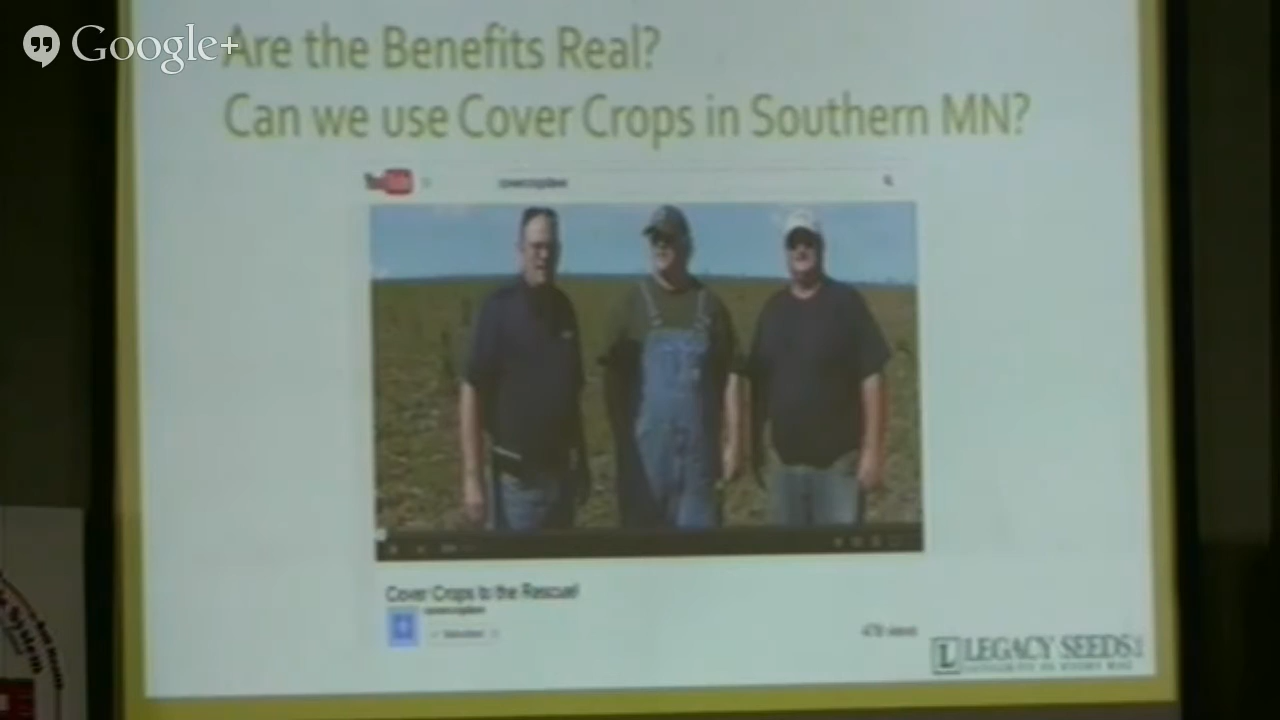 Google+
Are the Benefits Real?
Can we use Cover Crops in Southern MN?
Cover Crops to the Rescue!
L LEGACY SEEDS
System